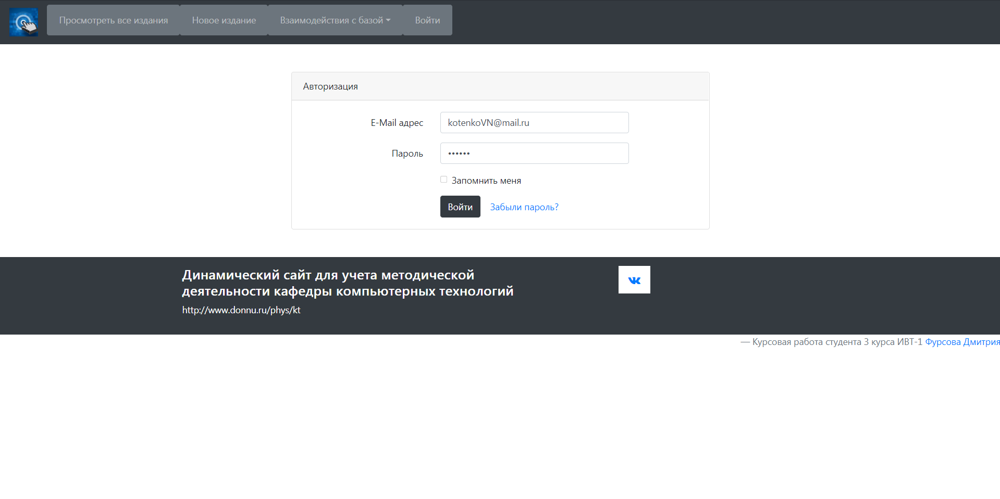 Просмотреть все издания Новое издание Взаимодействия с базой Войти
Авторизация
E-Mail адрес kotenkoVN@mail.ru
Пароль ••••••
Запомнить меня
Войти Забыли пароль?
Динамический сайт для учета методической
деятельности кафедры компьютерных технологий
http://www.donnu.ru/phys/kt
— Курсовая работа студента 3 курса ИВТ-1 Фурсова Дмитрия